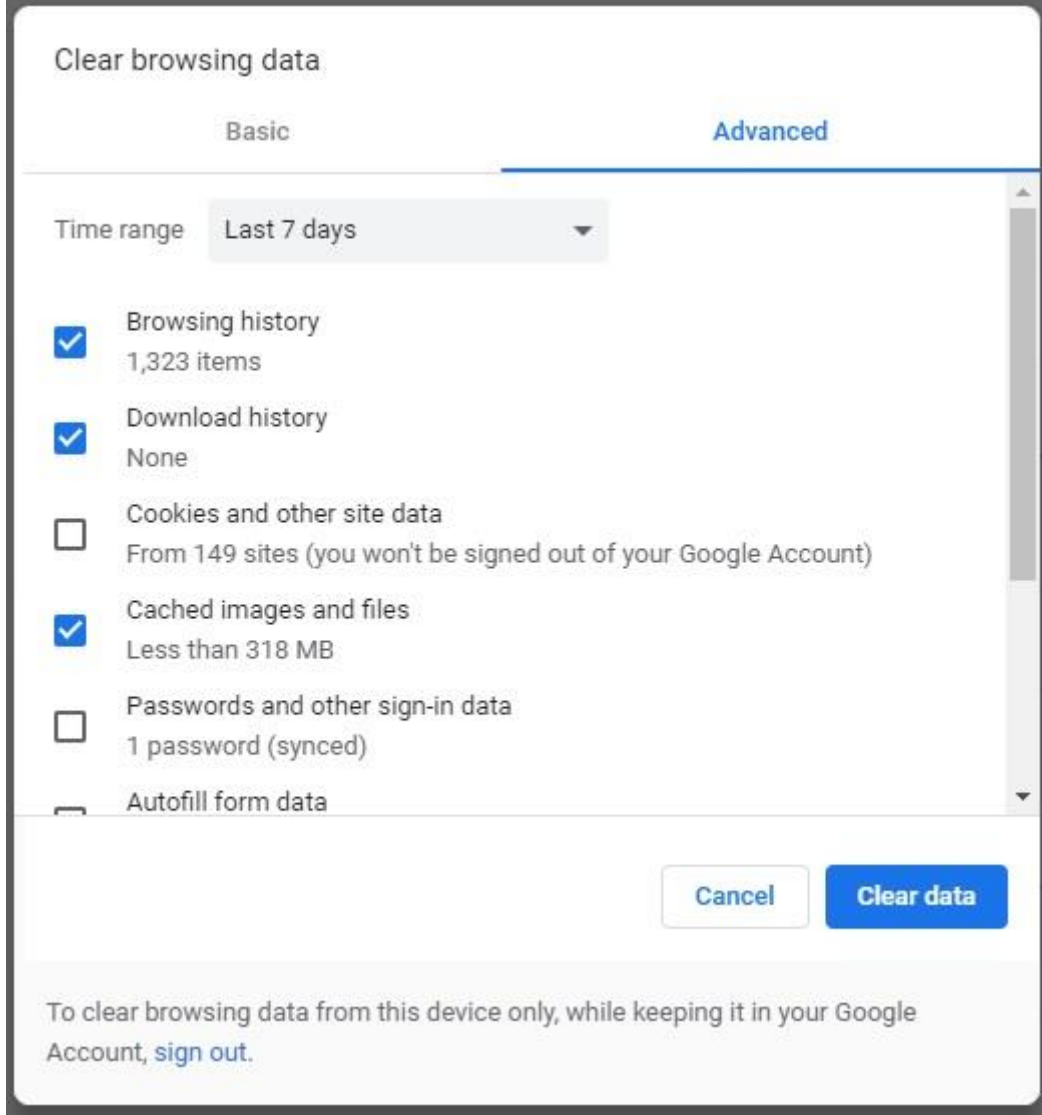 Clear browsing data
Basic
Advanced
Time range
Last 7 days
Browsing history
1,323 items
Download history
None
Cookies and other site data
From 149 sites (you won't be signed out of your Google Account)
Cached images and files
Less than 318 MB
Passwords and other sign-in data
1 password (synced)
Autofill form data
Cancel
Clear data
To clear browsing data from this device only, while keeping it in your Google
Account, sign out.